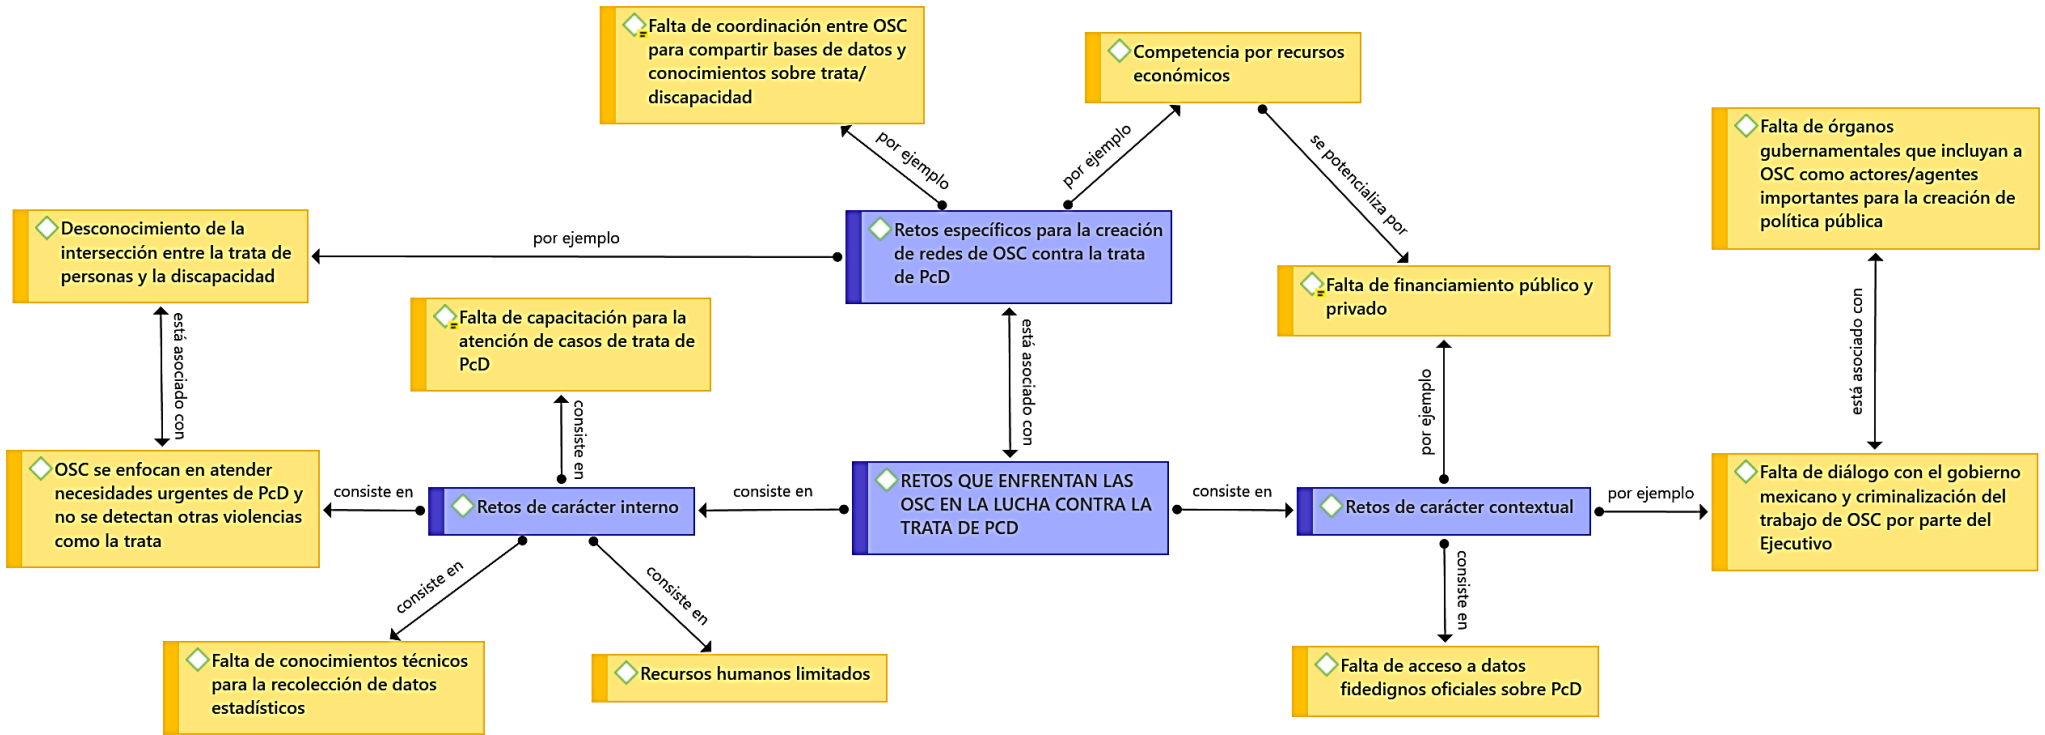 Falta de coordinación entre OSC
para compartir bases de datos y
conocimientos sobre trata/
discapacidad
Competencia por recursos
económicos
Falta de órganos
gubernamentales que incluyan a
OSC como actores/agentes
importantes para la creación de
política pública
por ejemplo
por ejemplo
se potencializa por
Desconocimiento de la
intersección entre la trata de
personas y la discapacidad
por ejemplo
Retos específicos para la creación
de redes de OSC contra la trata
de PcD
Falta de financiamiento público y
privado
Falta de capacitación para la
atención de casos de trata de
PcD
está asociado con
está asociado con
por ejemplo
está asociado con
consiste en
OSC se enfocan en atender
necesidades urgentes de PcD y
no se detectan otras violencias
como la trata
consiste en
Retos de carácter interno
consiste en
RETOS QUE ENFRENTAN LAS
OSC EN LA LUCHA CONTRA LA
TRATA DE PCD
consiste en
Retos de carácter contextual
por ejemplo
Falta de diálogo con el gobierno
mexicano y criminalización del
trabajo de OSC por parte del
Ejecutivo
consiste en
consiste en
consiste en
Falta de conocimientos técnicos
para la recolección de datos
estadísticos
Recursos humanos limitados
Falta de acceso a datos
fidedignos oficiales sobre PcD